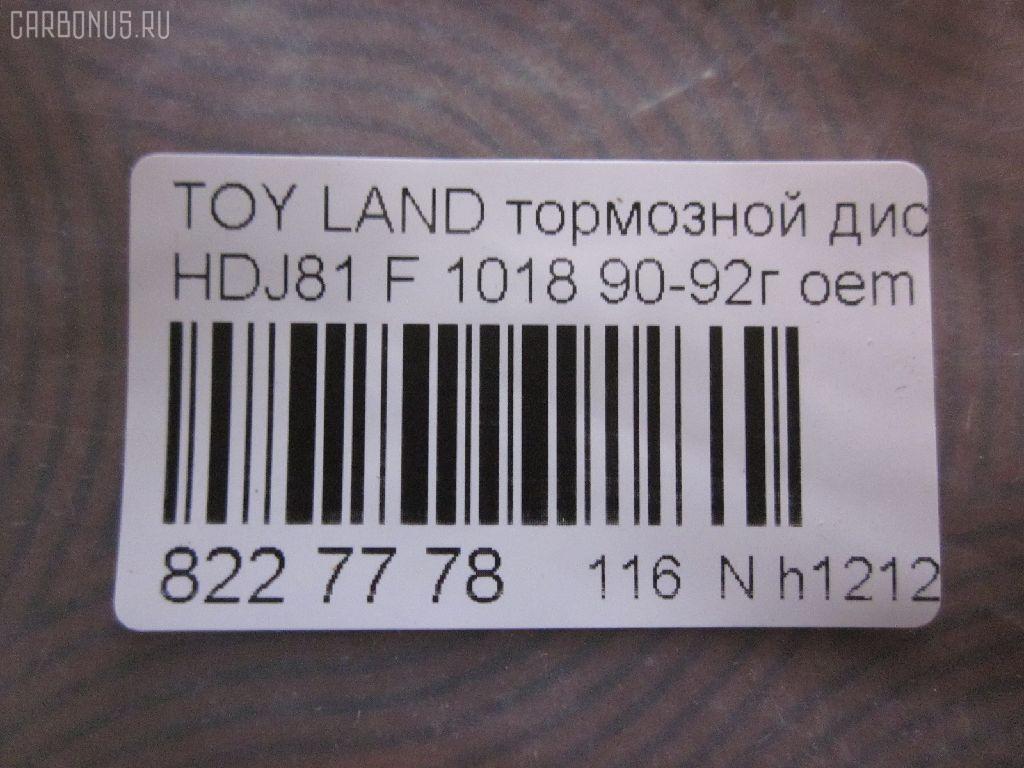 CARBONUS.RU
TOY LAND тормозной дис
HDJ81 F 1018 90-92г oem
822 77 78 116 N h1212